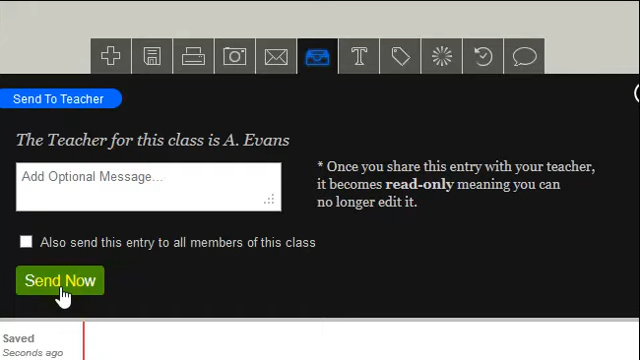 T
Send To Teacher
The Teacher for this class is A. Evans
Add Optional Message...
* Once you share this entry with your teacher,
it becomes read-only meaning you can
no longer edit it.
Also send this entry to all members of this class
Send Now
Saved
Seconds ago